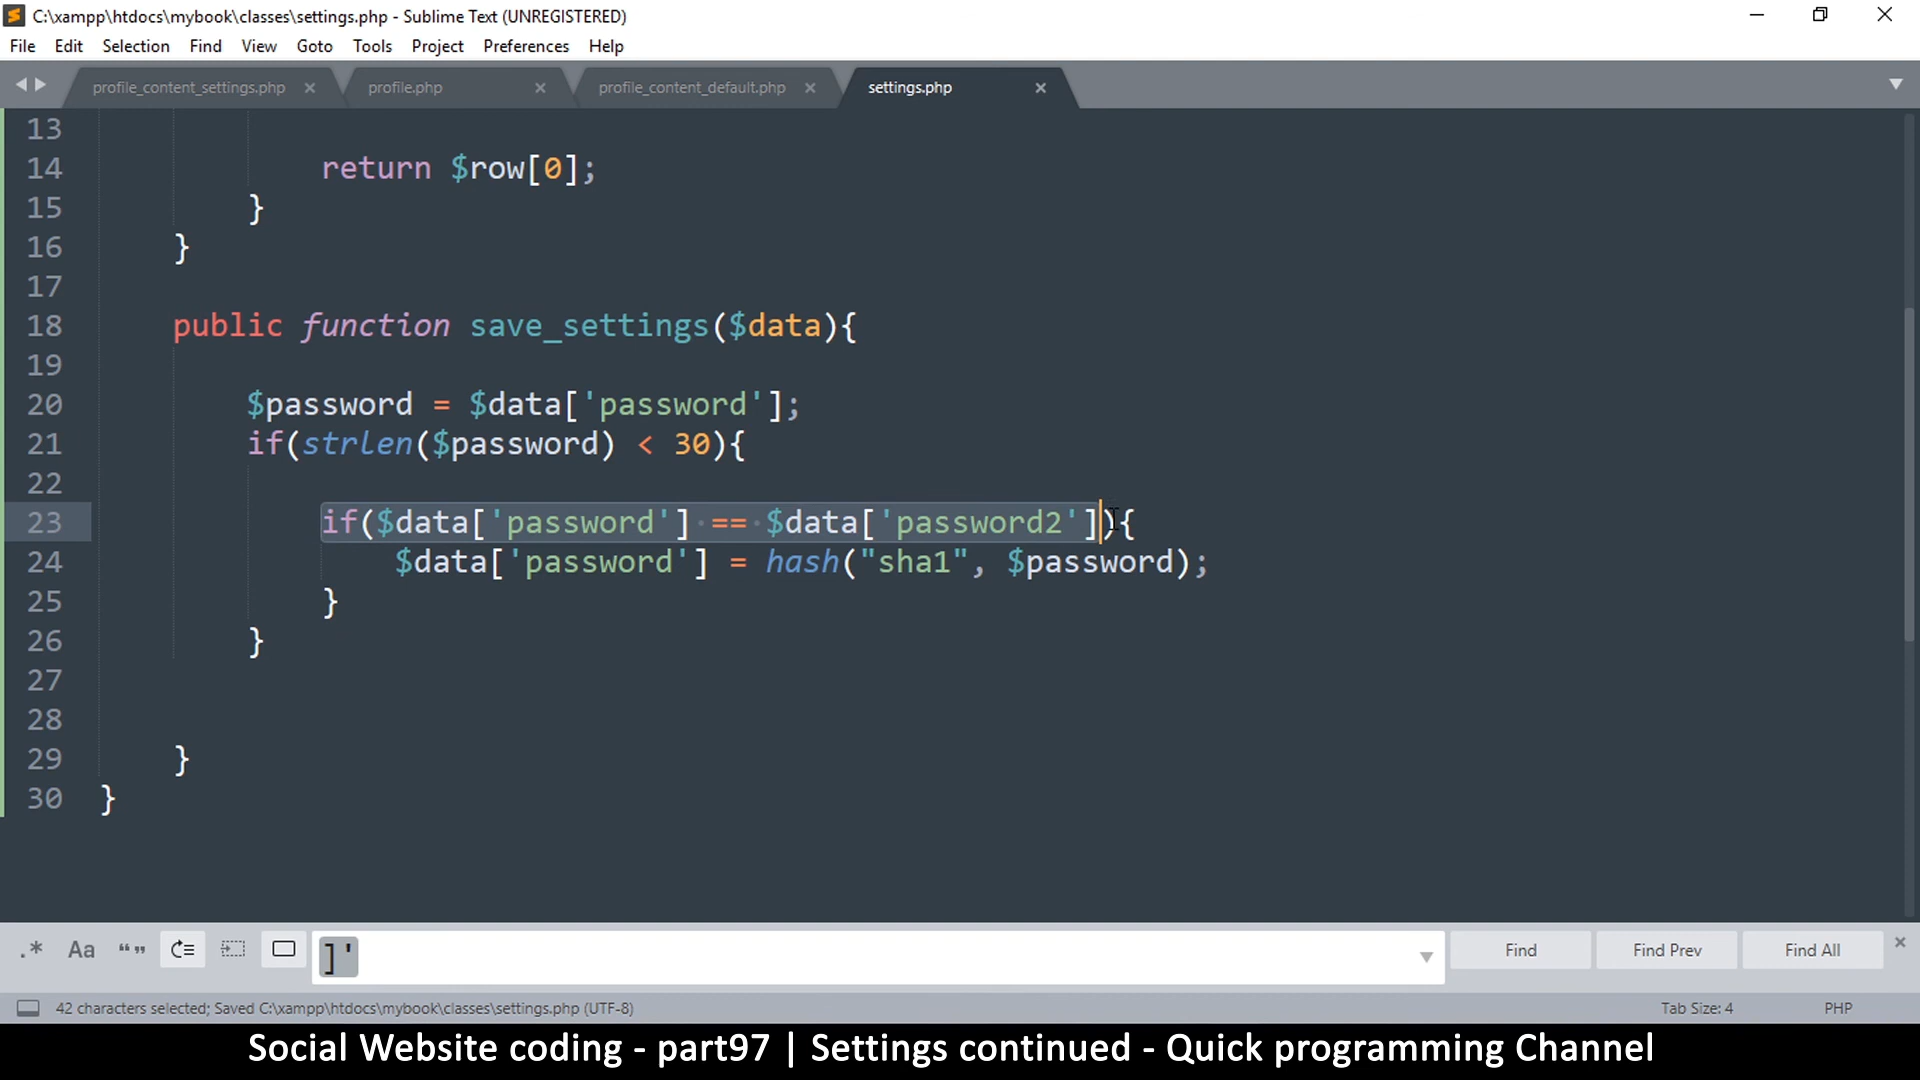 C:\xampp\htdocs\mybook\classes\settings.php - Sublime Text (UNREGISTERED)
File Edit Selection Find View Goto Tools Project Preferences Help
profile_content_settings.php profile.php profile_content_default.php settings.php
13
14 return $row[0];
15 }
16 }
17
18 public function save_settings($data){
19
20 $password = $data['password'];
21 if(strlen($password) < 30){
22
23 if($data['password'] == $data['password2']){
24 $data['password'] = hash("sha1", $password);
25 }
26 }
27
28
29 }
30 }
.* Aa “” ]' Find Find Prev Find All
42 characters selected; Saved C:\xampp\htdocs\mybook\classes\settings.php (UTF-8) Tab Size: 4 PHP
Social Website coding - part97 | Settings continued - Quick programming Channel